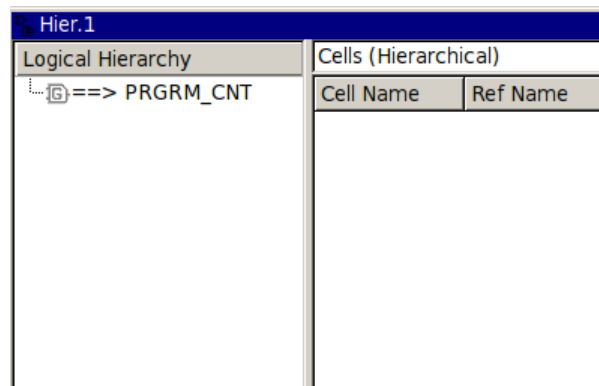 Hier.1
Logical Hierarchy
Cells (Hierarchical)
G ==> PRGRM_CNT
Cell Name Ref Name